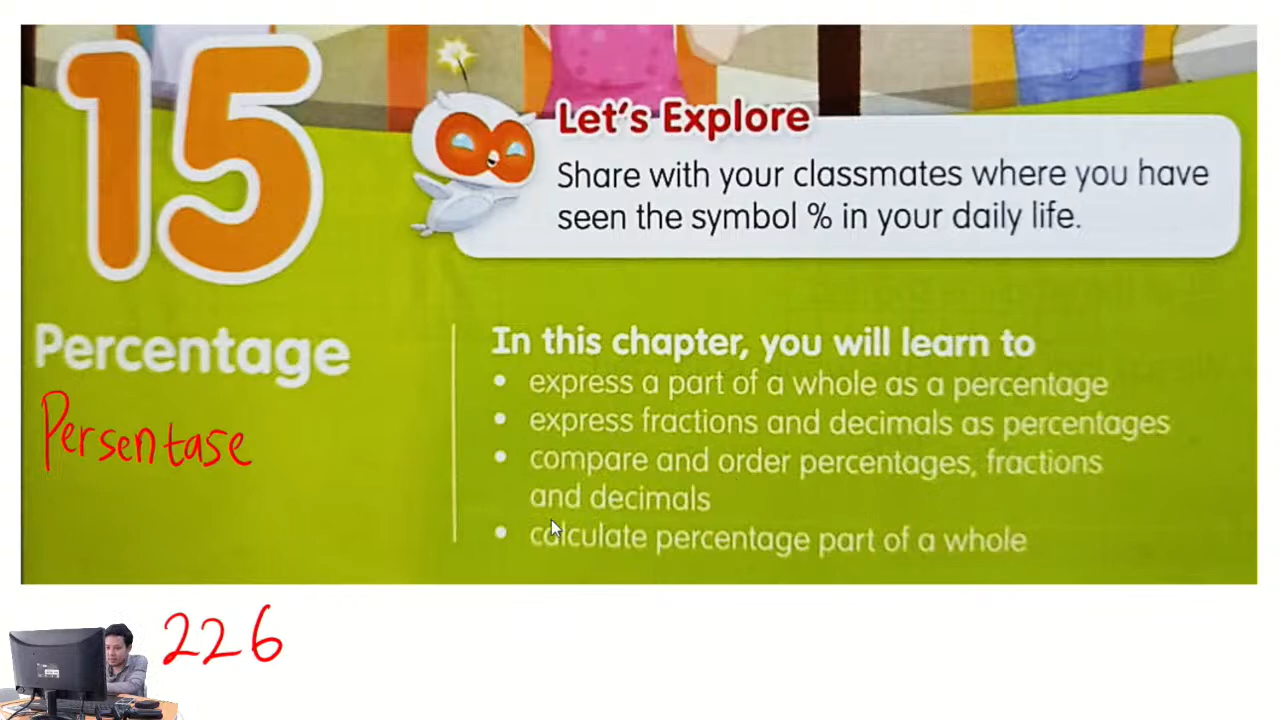 15
Let's Explore
Share with your classmates where you have
seen the symbol % in your daily life.
Percentage
Persentase
In this chapter, you will learn to
• express a part of a whole as a percentage
• express fractions and decimals as percentages
• compare and order percentages, fractions
and decimals
• calculate percentage part of a whole
226